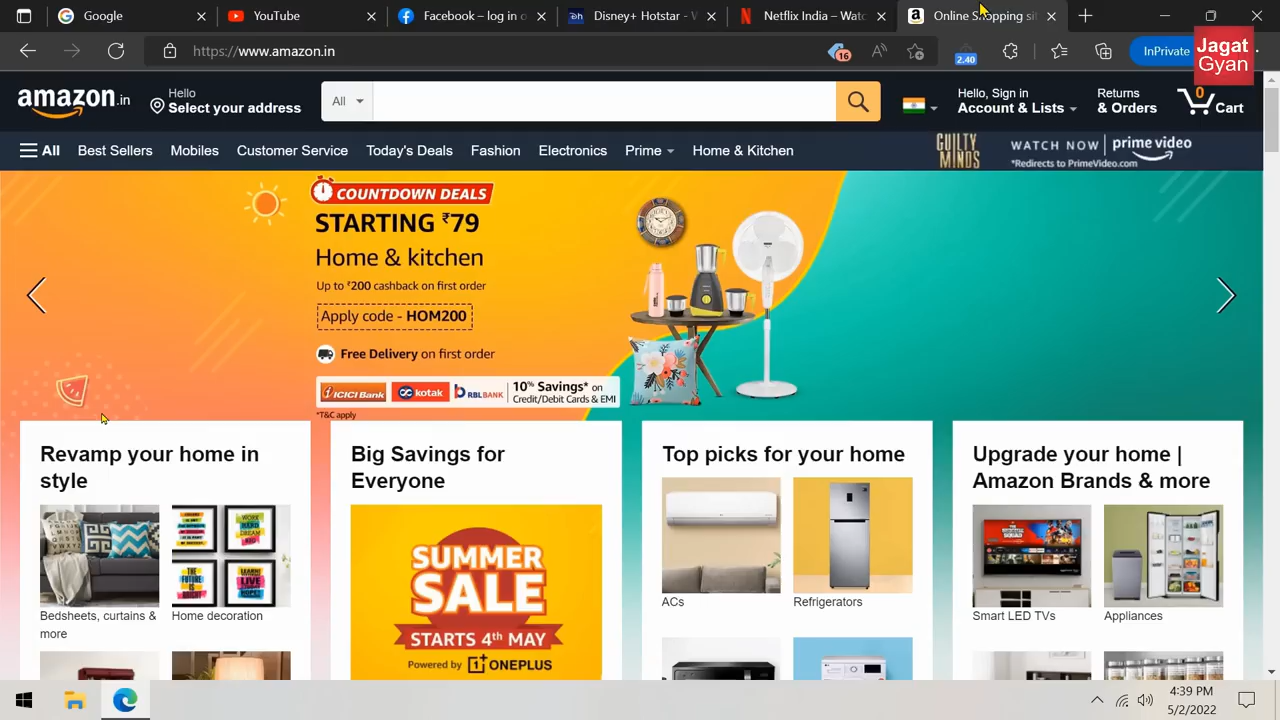 Google
YouTube
Facebook – log in o
Disney+ Hotstar - W
Netflix India – Watc
Online Shopping sit
https://www.amazon.in
16
2.40
InPrivate
Jagat
Gyan
amazon.in
Hello
Select your address
All
Hello, Sign in
Account & Lists
Returns
& Orders
0
Cart
All
Best Sellers
Mobiles
Customer Service
Today's Deals
Fashion
Electronics
Prime
Home & Kitchen
GUILTY
MINDS
WATCH NOW
prime video
*Redirects to PrimeVideo.com
COUNTDOWN DEALS
STARTING ₹79
Home & kitchen
Up to ₹200 cashback on first order
Apply code - HOM200
Free Delivery on first order
ICICI Bank
kotak
RBLBANK
10% Savings* on
Credit/Debit Cards & EMI
*T&C apply
Revamp your home in
style
Bedsheets, curtains &
more
Home decoration
Big Savings for
Everyone
SUMMER
SALE
STARTS 4TH MAY
Powered by 1+ ONEPLUS
Top picks for your home
ACs
Refrigerators
Upgrade your home |
Amazon Brands & more
Smart LED TVs
Appliances
4:39 PM
5/2/2022